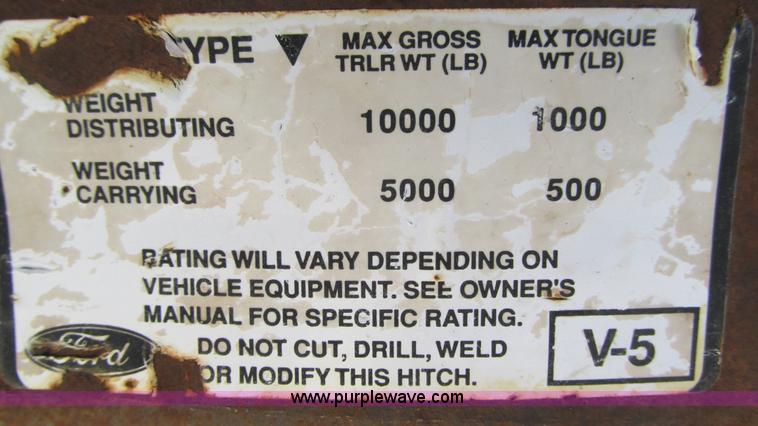 TYPE ▼ MAX GROSS TRLR WT (LB) MAX TONGUE WT (LB)
WEIGHT DISTRIBUTING 10000 1000
WEIGHT CARRYING 5000 500
RATING WILL VARY DEPENDING ON
VEHICLE EQUIPMENT. SEE OWNER'S
MANUAL FOR SPECIFIC RATING.
DO NOT CUT, DRILL, WELD
OR MODIFY THIS HITCH.
V-5
Ford
www.purplewave.com